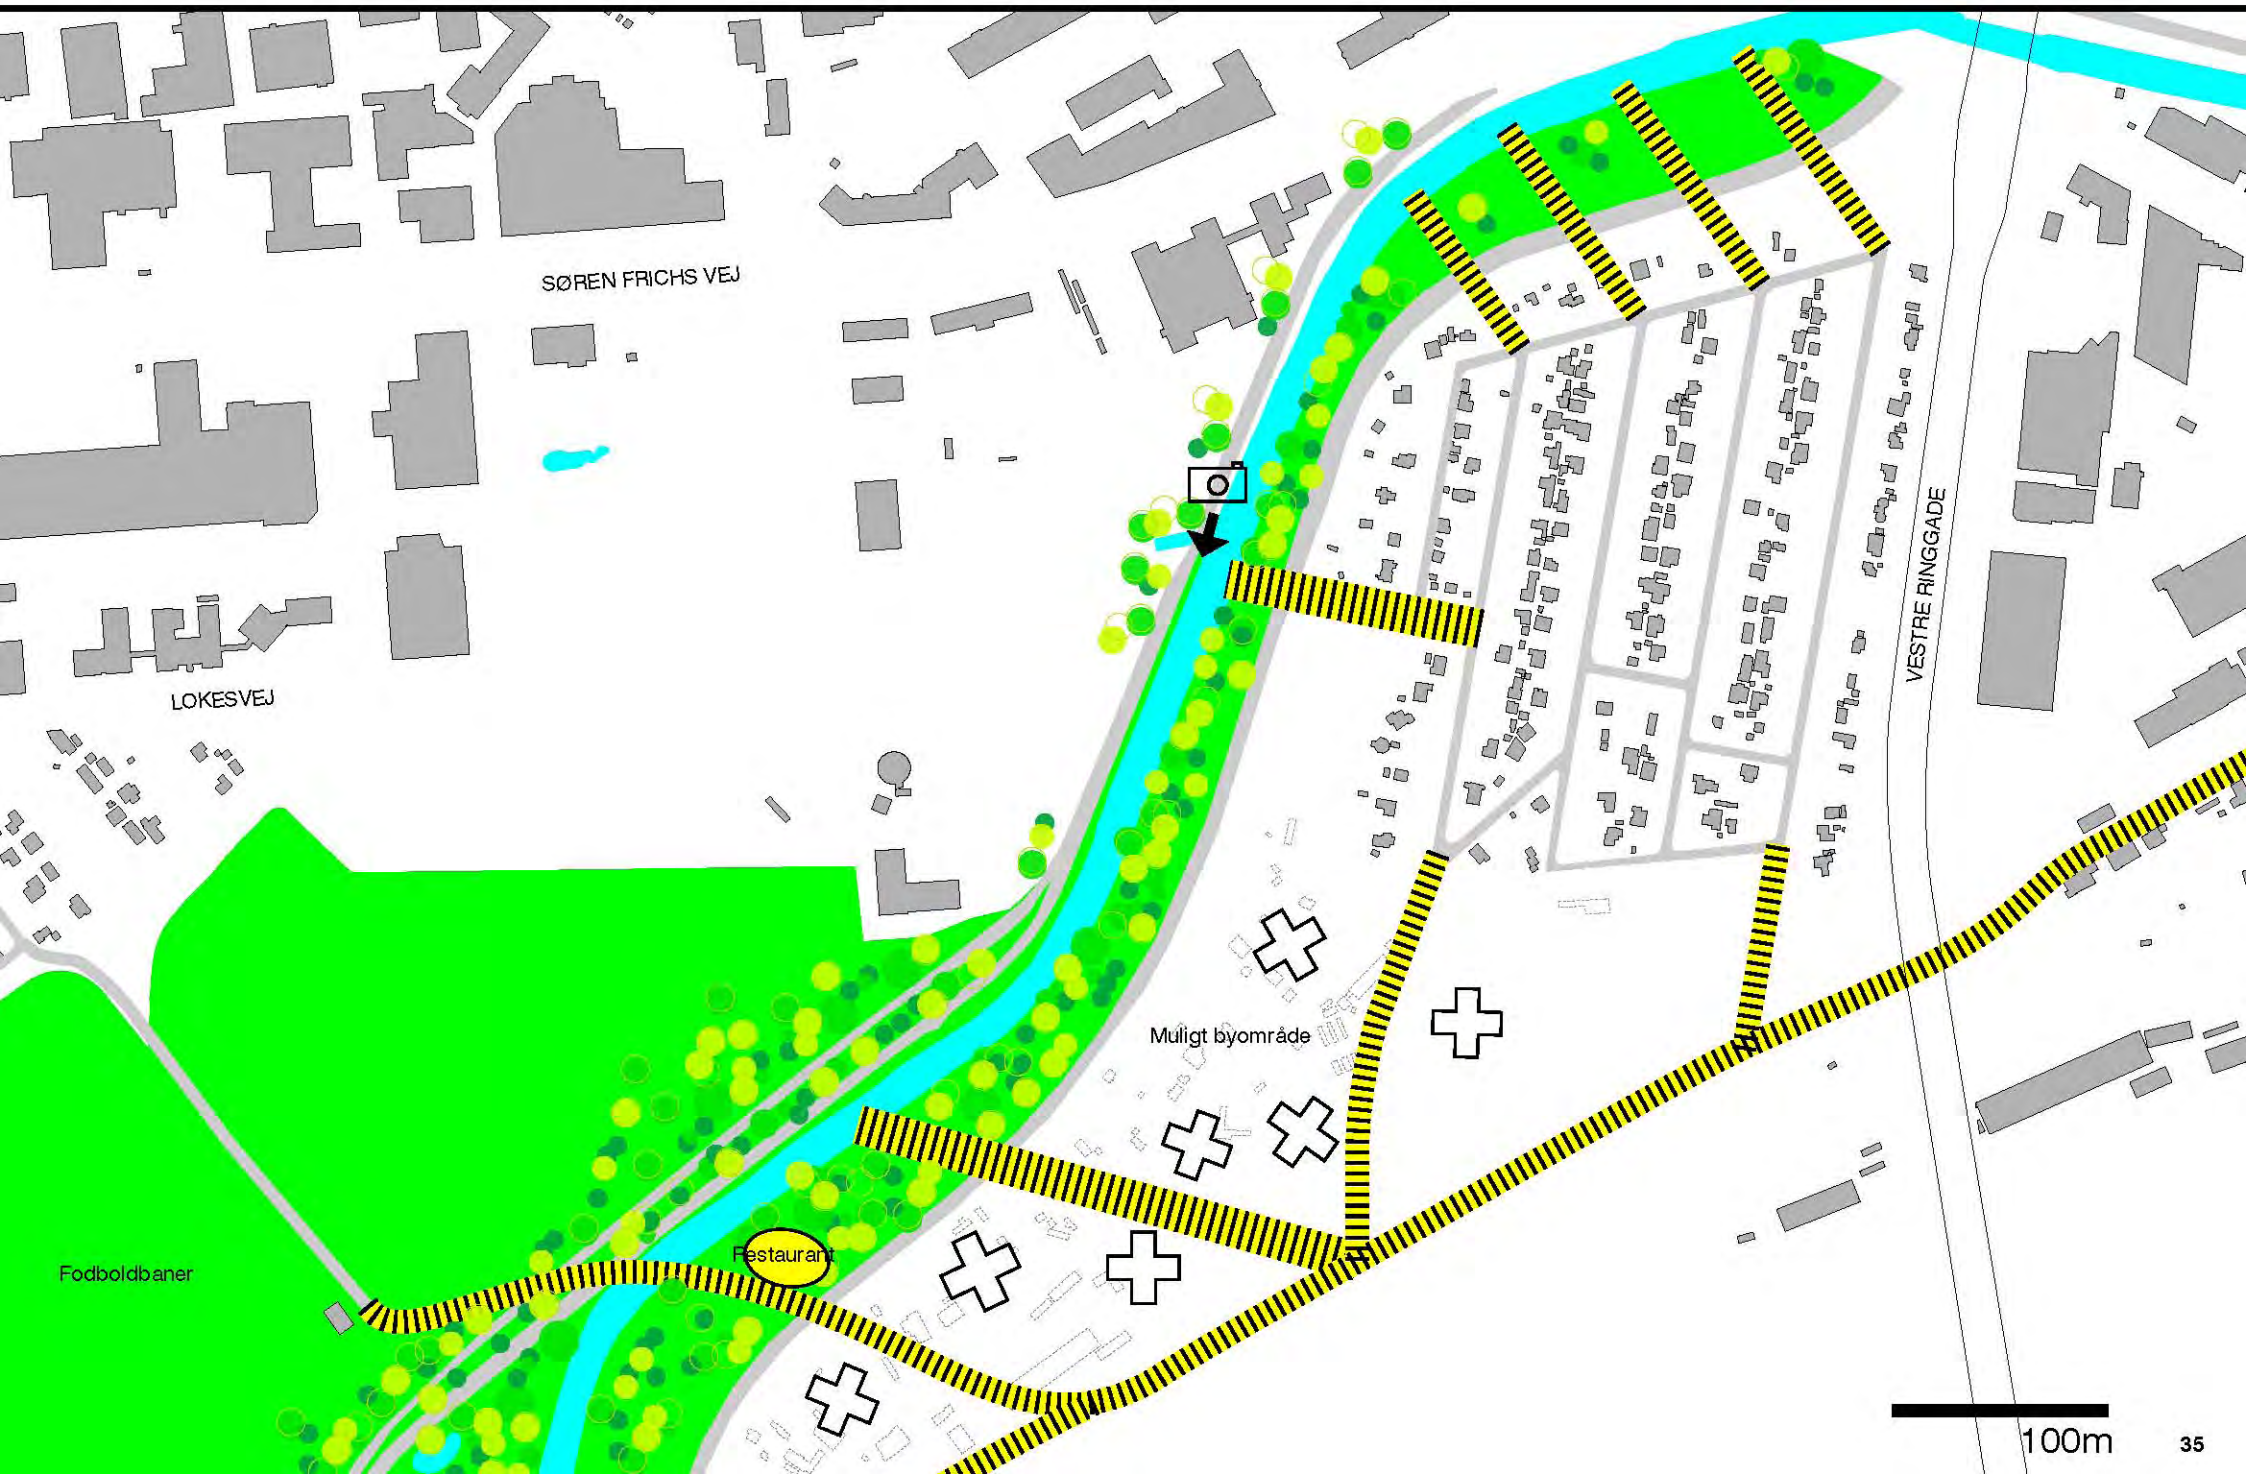 SØREN FRICHS VEJ
VESTRE RINGGADE
LOKESVEJ
Muligt byområde
Restaurant
Fodboldbaner
100m
35